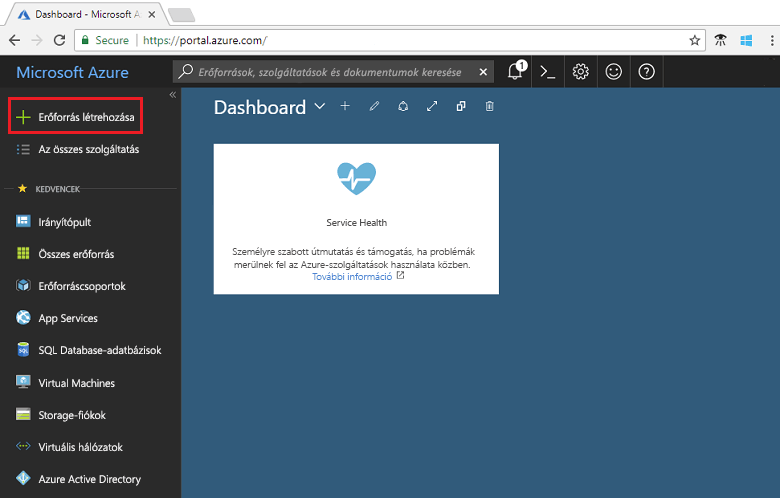 Dashboard - Microsoft A
Secure
https://portal.azure.com/
Microsoft Azure
Erőforrások, szolgáltatások és dokumentumok keresése
1
Erőforrás létrehozása
Az összes szolgáltatás
KEDVENCEK
Irányítópult
Összes erőforrás
Erőforráscsoportok
App Services
SQL Database-adatbázisok
Virtual Machines
Storage-fiókok
Virtuális hálózatok
Azure Active Directory
Dashboard
Service Health
Személyre szabott útmutatás és támogatás, ha problémák
merülnek fel az Azure-szolgáltatások használata közben.
További információ